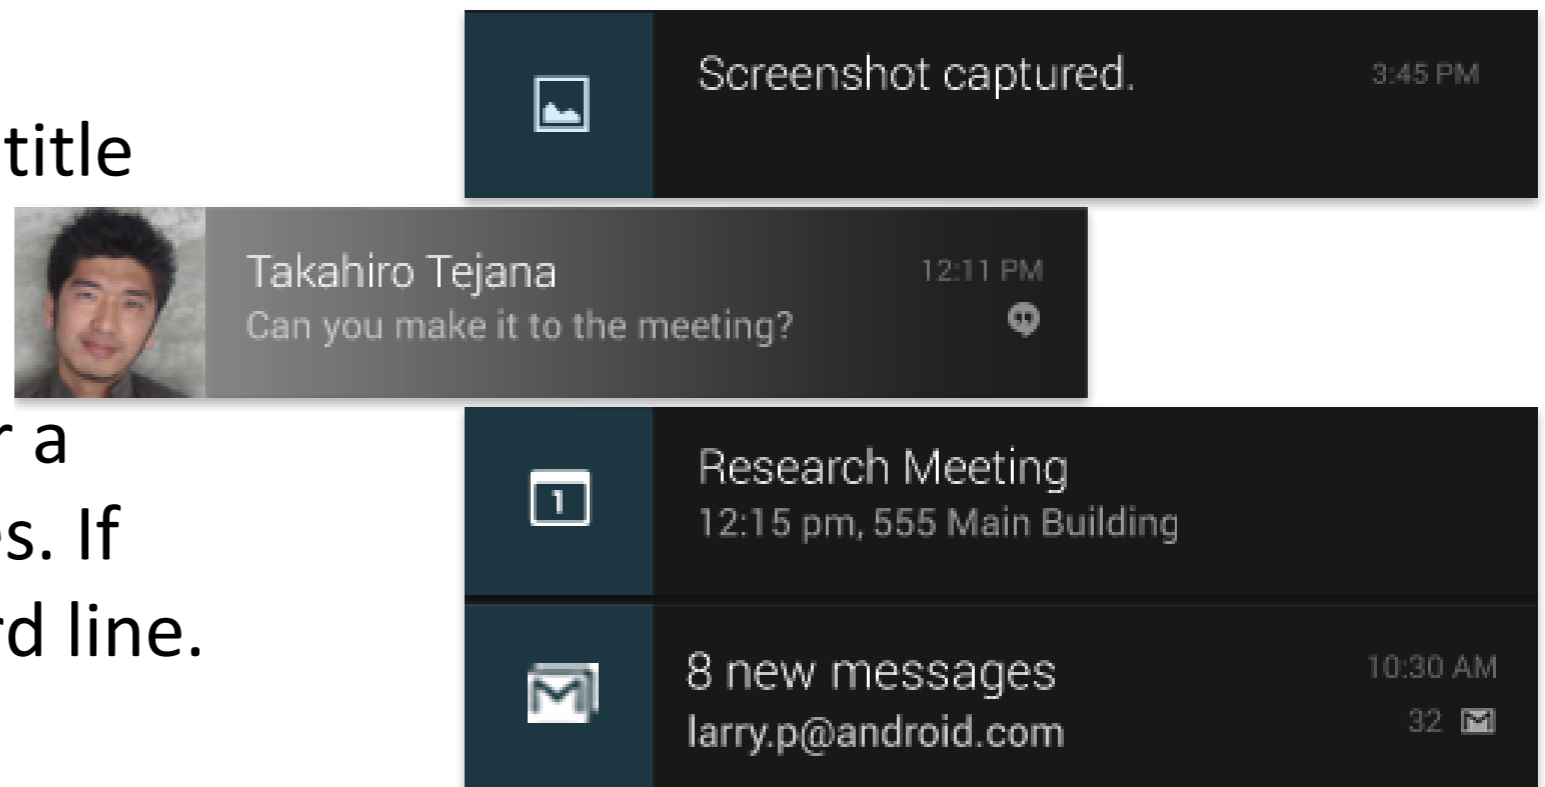 Screenshot captured.
3:45 PM
title
Takahiro Tejana
12:11 PM
Can you make it to the meeting?
r a
Research Meeting
1
s. If
12:15 pm, 555 Main Building
rd line.
8 new messages
10:30 AM
larry.p@android.com
32